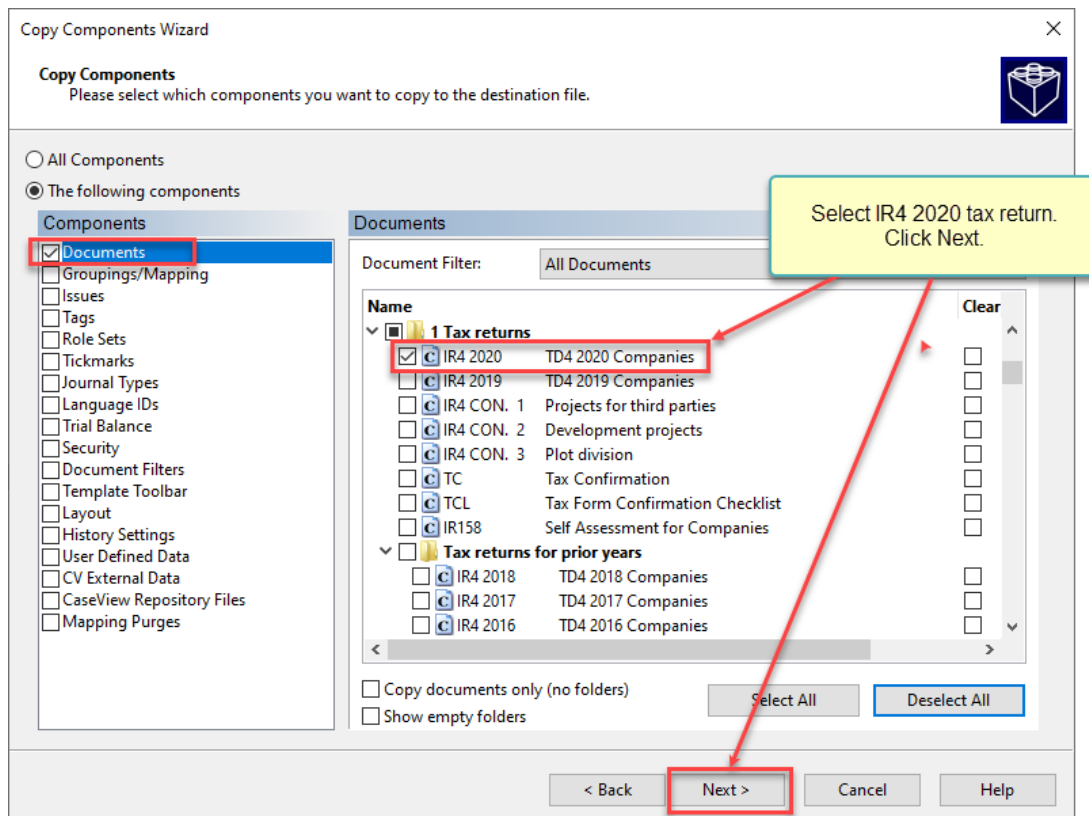 Copy Components Wizard
Copy Components
Please select which components you want to copy to the destination file.
All Components
The following components
Components
Documents
Groupings/Mapping
Issues
Tags
Role Sets
Tickmarks
Journal Types
Language IDs
Trial Balance
Security
Document Filters
Template Toolbar
Layout
History Settings
User Defined Data
CV External Data
CaseView Repository Files
Mapping Purges
Documents
Select IR4 2020 tax return.
Click Next.
Document Filter: All Documents
Name Clear
1 Tax returns
IR4 2020 TD4 2020 Companies
IR4 2019 TD4 2019 Companies
IR4 CON. 1 Projects for third parties
IR4 CON. 2 Development projects
IR4 CON. 3 Plot division
TC Tax Confirmation
TCL Tax Form Confirmation Checklist
IR158 Self Assessment for Companies
Tax returns for prior years
IR4 2018 TD4 2018 Companies
IR4 2017 TD4 2017 Companies
IR4 2016 TD4 2016 Companies
Copy documents only (no folders)
Show empty folders
Select All Deselect All
< Back Next > Cancel Help